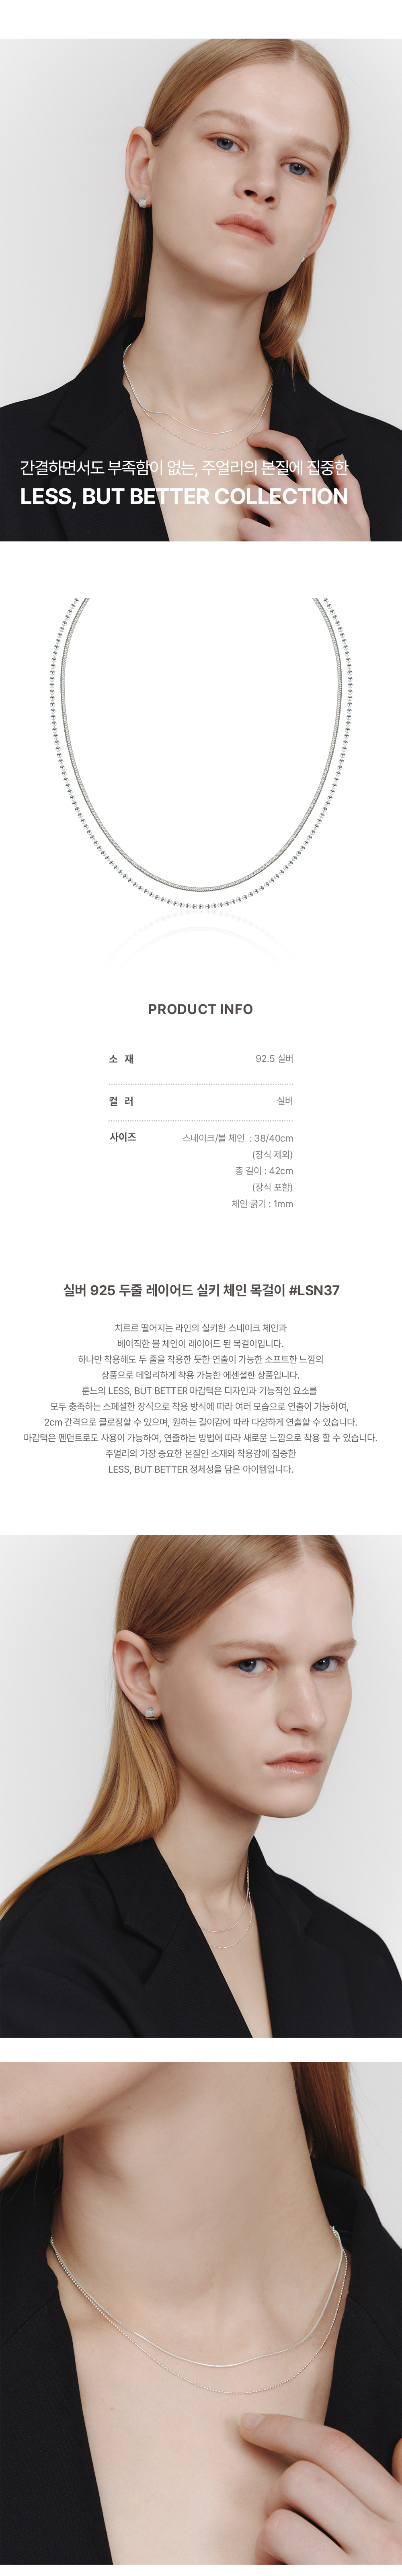 간결하면서도 부족함이 없는, 주얼리의 본질에 집중한
LESS, BUT BETTER COLLECTION
PRODUCT INFO
소 재 92.5 실버
컬 러 실버
사이즈 스네이크/볼 체인 : 38/40cm
(장식 제외)
총 길이 : 42cm
(장식 포함)
체인 굵기 : 1mm
실버 925 두줄 레이어드 실키 체인 목걸이 #LSN37
치르르 떨어지는 라인의 실키한 스네이크 체인과
베이직한 볼 체인이 레이어드 된 목걸이입니다.
하나만 착용해도 두 줄을 착용한 듯한 연출이 가능한 소프트한 느낌의
상품으로 데일리하게 착용 가능한 에센셜한 상품입니다.
룬느의 LESS, BUT BETTER 마감택은 디자인과 기능적인 요소를
모두 충족하는 스페셜한 장식으로 착용 방식에 따라 여러 모습으로 연출이 가능하여,
2cm 간격으로 클로징할 수 있으며, 원하는 길이감에 따라 다양하게 연출할 수 있습니다.
마감택은 펜던트로도 사용이 가능하여, 연출하는 방법에 따라 새로운 느낌으로 착용 할 수 있습니다.
주얼리의 가장 중요한 본질인 소재와 착용감에 집중한
LESS, BUT BETTER 정체성을 담은 아이템입니다.